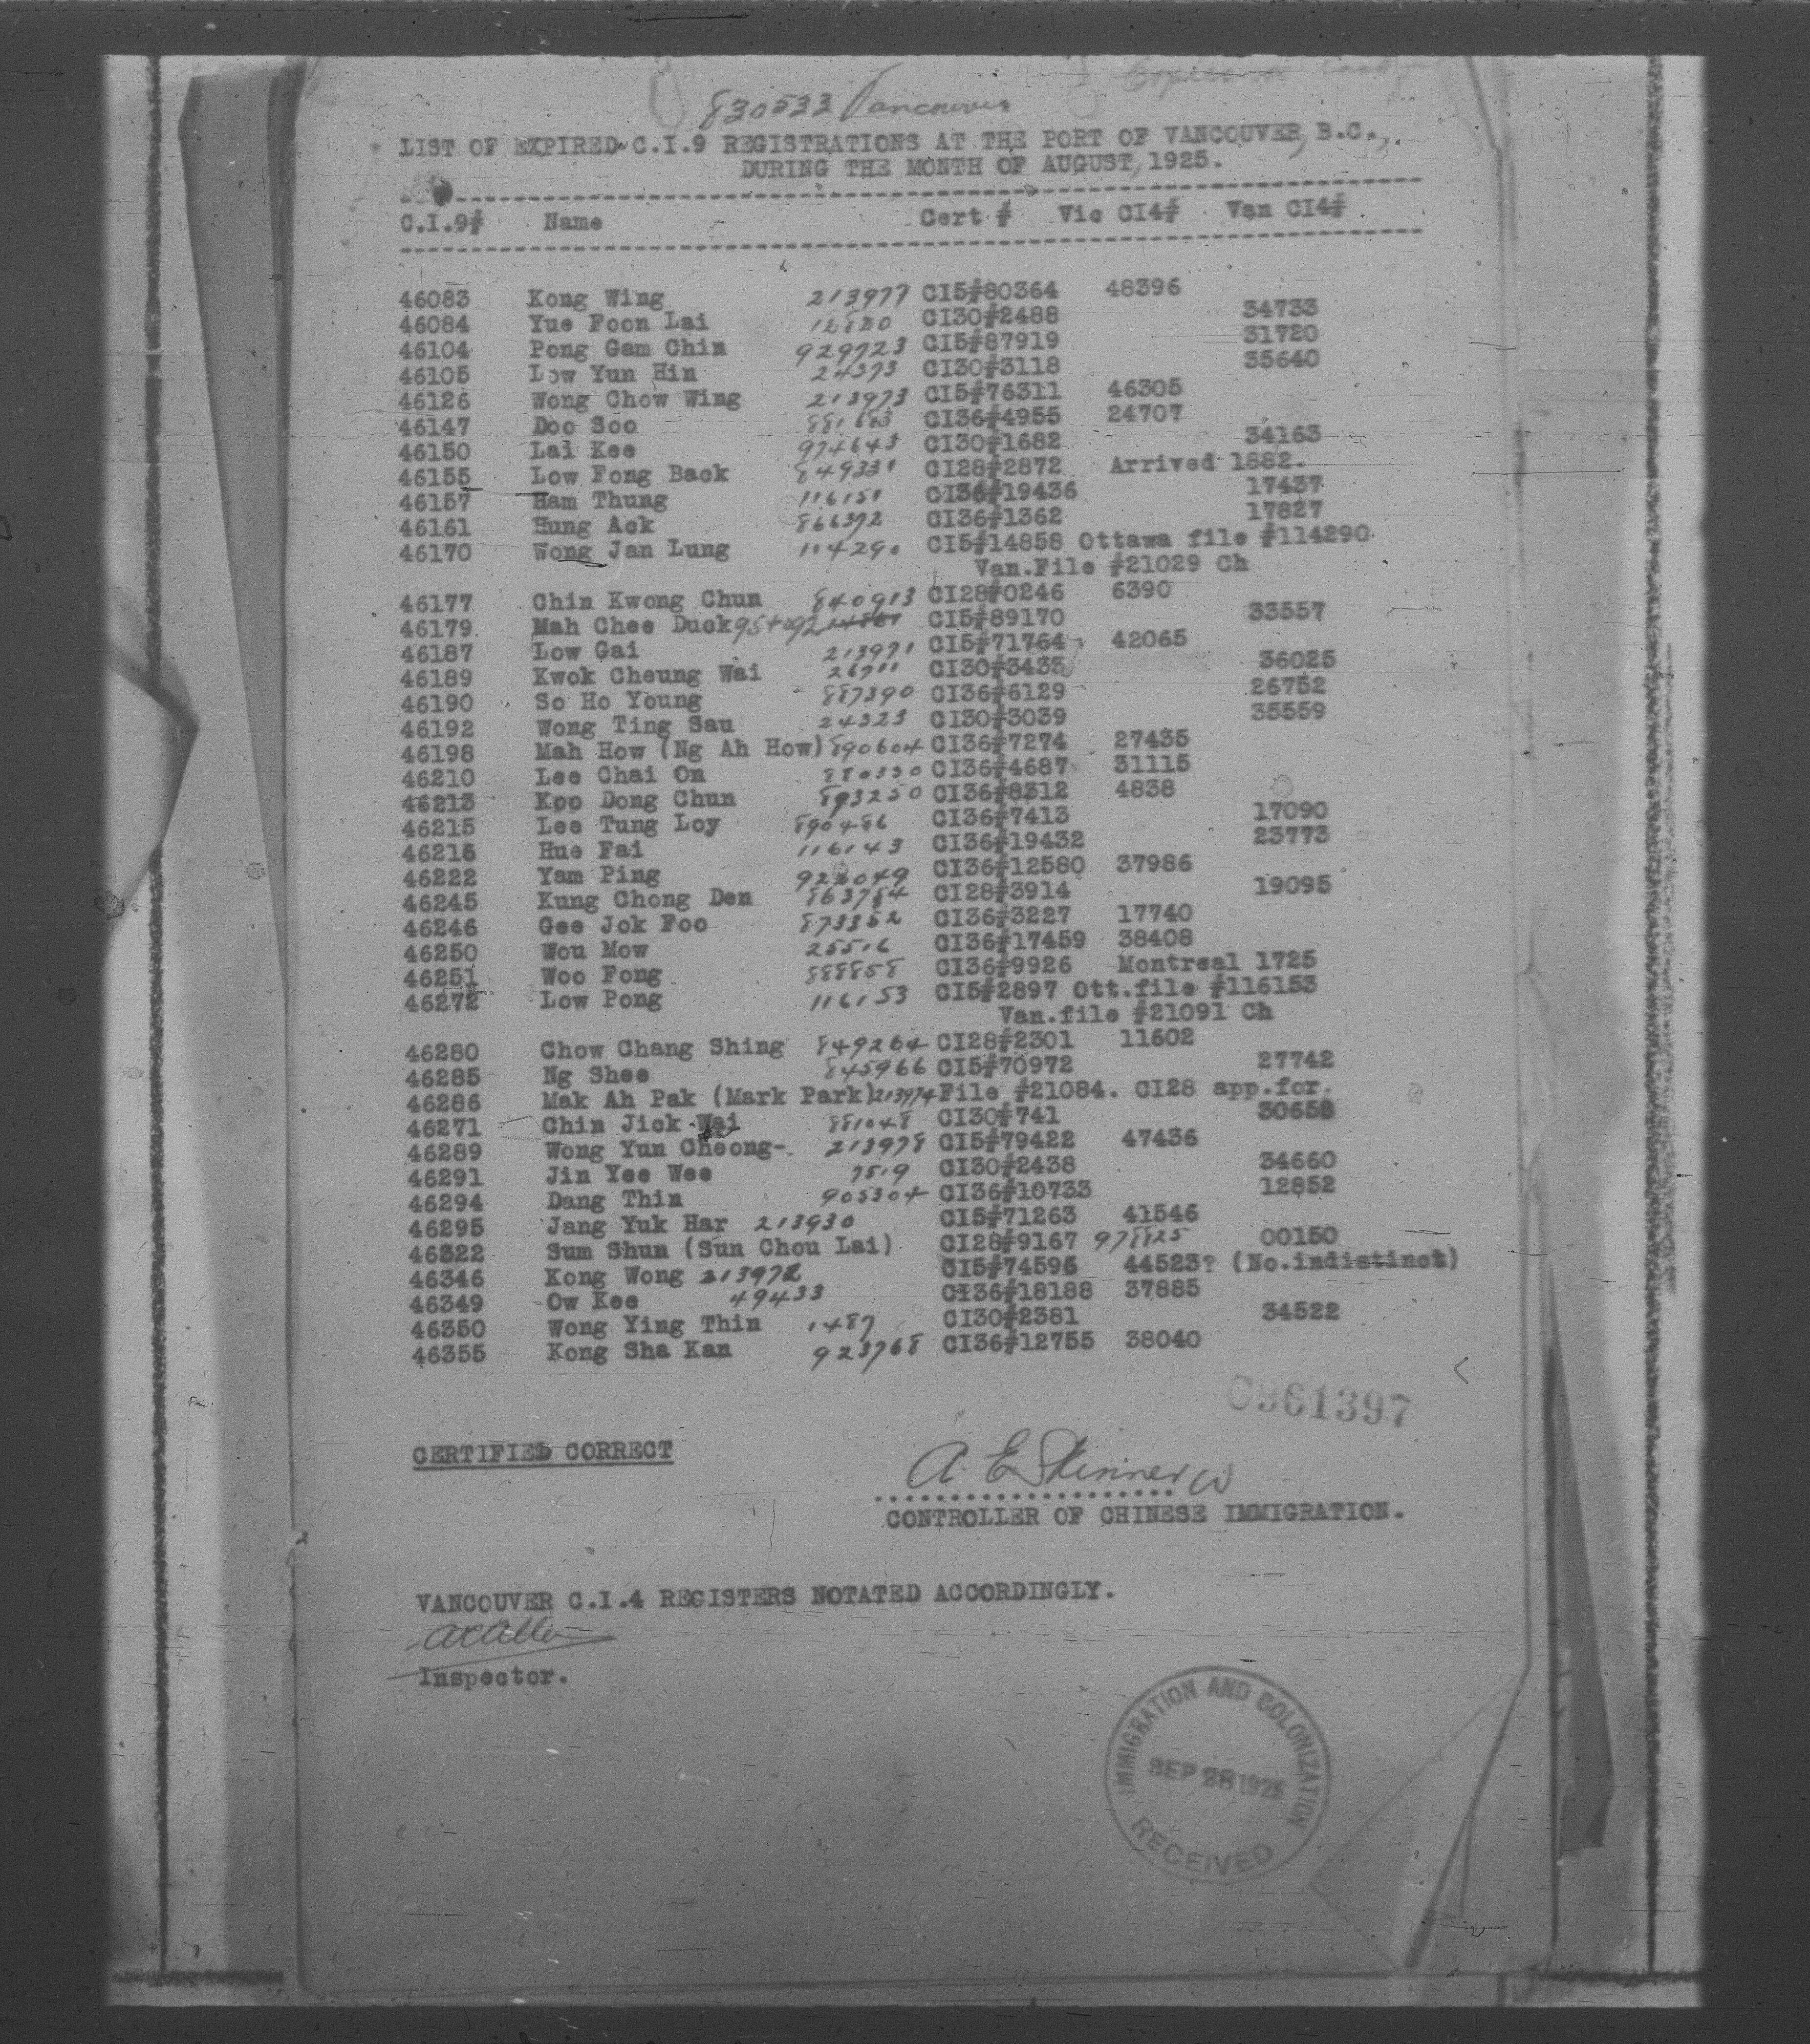 830533 Vancouver
LIST OF EXPIRED C.I.9 REGISTRATIONS AT THE PORT OF VANCOUVER, B.C.,
DURING THE MONTH OF AUGUST, 1925.
C.I.9# Name Cert # Vic CI4# Van CI4#
46083 Kong Wing 213977 CI5#80364 48396
46084 Yue Foon Lai CI30#2488 34733
46104 Pong Gam Chin 929723 CI5#87919 31720
46105 Low Yun Hin 24373 CI30#3118 35640
46126 Wong Chow Wing 213973 CI5#76311 46305
46147 Doo Soo 881683 CI36#4955 24707
46150 Lai Kee 974643 CI30#1682 34163
46155 Low Fong Back 849331 CI28#2872 Arrived 1882.
46157 Ham Thung 116151 CI36#19436 17437
46161 Hung Ack 866372 CI36#1362 17827
46170 Wong Jan Lung 114290 CI5#14858 Ottawa file #114290
Van.File #21029 Ch
46177 Chin Kwong Chun 840913 CI28#0246 6390
46179 Mah Chee Duck CI5#89170 33557
46187 Low Gai 213971 CI5#71764 42065
46189 Kwok Cheung Wai 26711 CI30#3433 36025
46190 So Ho Young 887390 CI36#6129 26752
46192 Wong Ting Sau 24323 CI30#3039 35559
46198 Mah How (Ng Ah How) 890604 CI36#7274 27435
46210 Lee Chai On 880330 CI36#4687 31115
46213 Koo Dong Chun 893250 CI36#8312 4838
46215 Lee Tung Loy 890486 CI36#7413 17090
46216 Hue Fai 116143 CI36#19432 23773
46222 Yam Ping 922049 CI36#12580 37986
46245 Kung Chong Den 863784 CI28#3914 19095
46246 Gee Jok Foo 873352 CI36#3227 17740
46250 Wou Mow 25516 CI36#17459 38408
46251 Woo Fong 888858 CI36#9926 Montreal 1725
46272 Low Pong 116153 CI5#2897 Ott.file #116153
Van.file #21091 Ch
46280 Chow Chang Shing 849264 CI28#2301 11602
46285 Ng Shee 845966 CI5#70972 27742
46286 Mak Ah Pak (Mark Park) 213974 File #21084. CI28 app.for.
46271 Chin Jick Wai 881048 CI30#741 30658
46289 Wong Yun Cheong-. 213978 CI5#79422 47436
46291 Jin Yee Wee 7519 CI30#2438 34660
46294 Dang Thin 905304 CI36#10733 12852
46295 Jang Yuk Har 213930 CI5#71263 41546
46322 Sum Shun (Sun Chou Lai) CI28#9167 978825 00150
46346 Kong Wong 213972 CI5#74596 44523? (No.indistinct)
46349 Ow Kee 49433 CI36#18188 37885
46350 Wong Ying Thin 1487 CI30#2381 34522
46355 Kong Sha Kan 923768 CI36#12755 38040
C961397
CERTIFIED CORRECT
A. E Skinner
CONTROLLER OF CHINESE IMMIGRATION.
VANCOUVER C.I.4 REGISTERS NOTATED ACCORDINGLY.
Inspector.
IMMIGRATION AND COLONIZATION
SEP 28 1925
RECEIVED